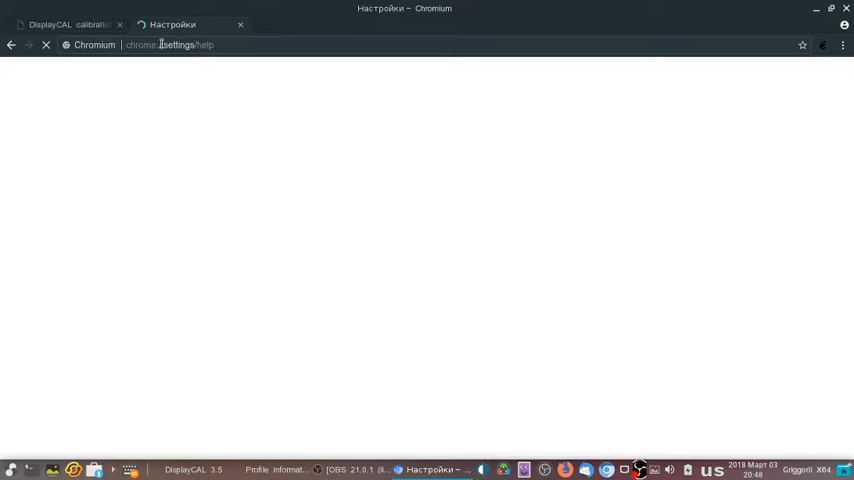 Настройки – Chromium
DisplayCAL calibratio
Настройки
Chromium | chrome://settings/help
DisplayCAL 3.5
Profile informat...
[OBS 21.0.1 (li...
Настройки – ...
us
2018 Март 03
20:48
Griggorii X64